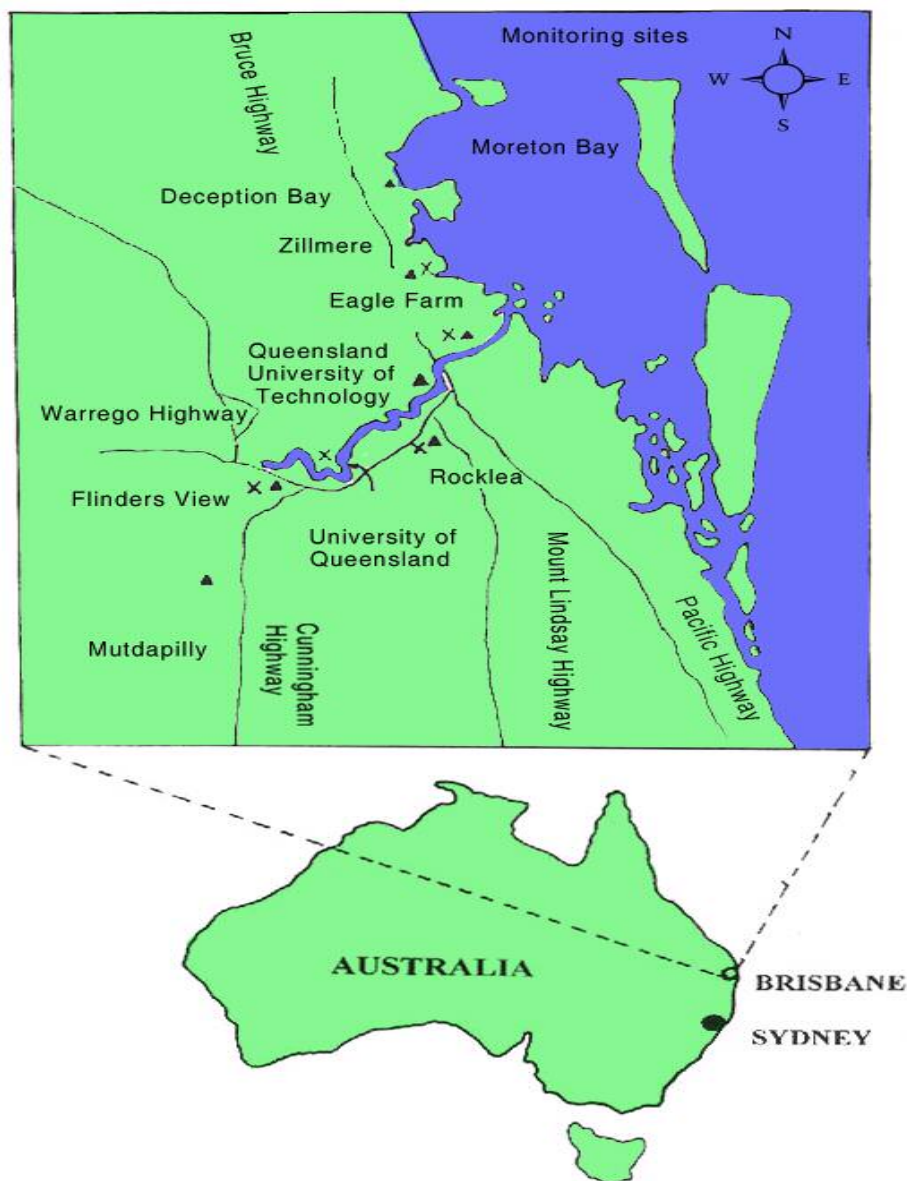 Monitoring sites
N
W
E
S
Bruce Highway
Moreton Bay
Deception Bay
Zillmere
Eagle Farm
Queensland
University of
Technology
Warrego Highway
Rocklea
Flinders View
University of
Queensland
Mutdapilly
Cunningham
Highway
Mount Lindsay Highway
Pacific Highway
AUSTRALIA
BRISBANE
SYDNEY